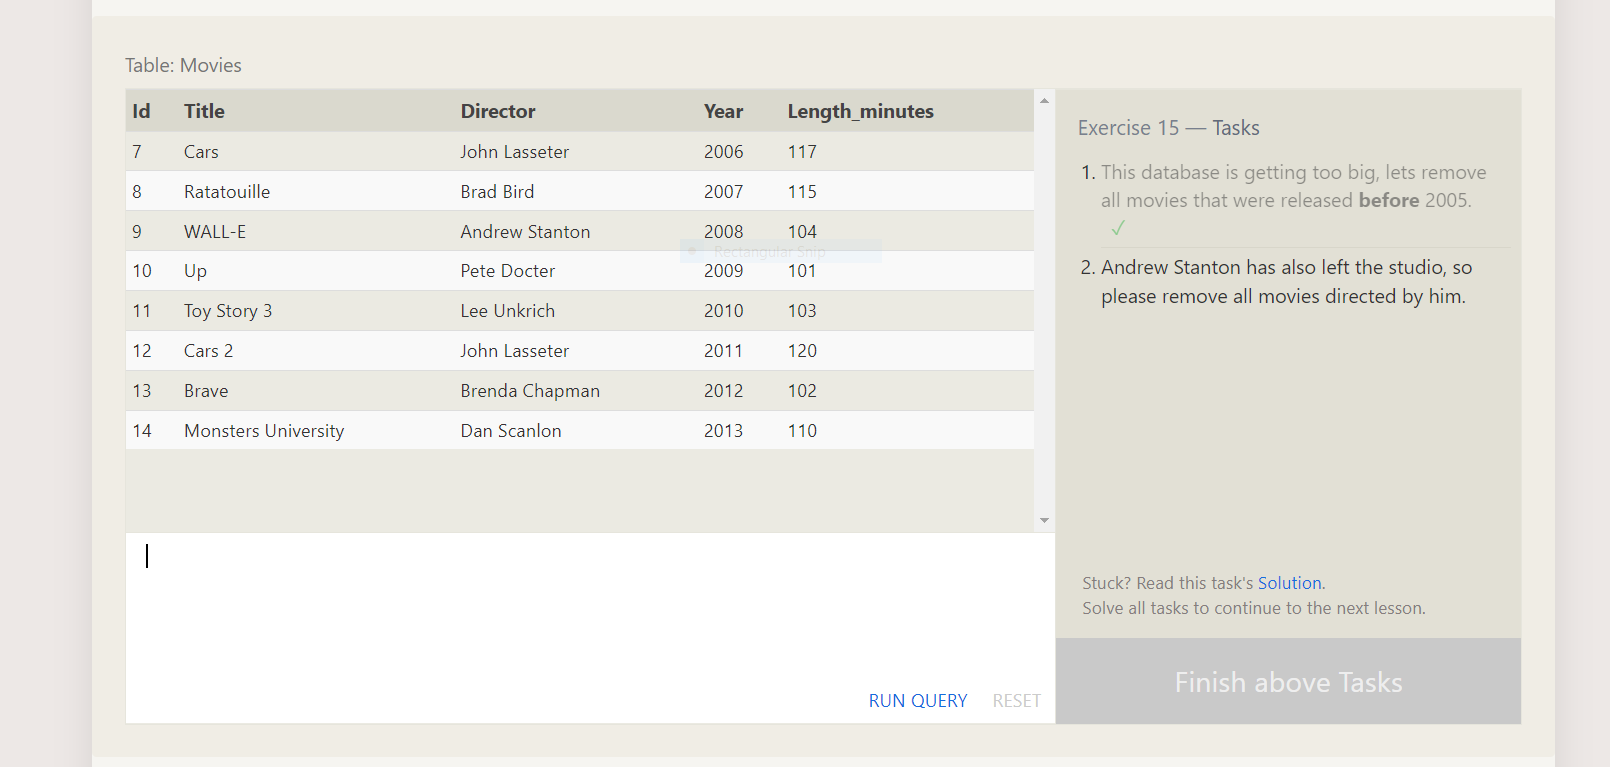 Table: Movies
Id Title Director Year Length_minutes
7 Cars John Lasseter 2006 117
8 Ratatouille Brad Bird 2007 115
9 WALL-E Andrew Stanton 2008 104
Rectangular Snip
10 Up Pete Docter 2009 101
11 Toy Story 3 Lee Unkrich 2010 103
12 Cars 2 John Lasseter 2011 120
13 Brave Brenda Chapman 2012 102
14 Monsters University Dan Scanlon 2013 110
RUN QUERY RESET
Exercise 15 — Tasks
1. This database is getting too big, lets remove
all movies that were released before 2005.
✓
2. Andrew Stanton has also left the studio, so
please remove all movies directed by him.
Stuck? Read this task's Solution.
Solve all tasks to continue to the next lesson.
Finish above Tasks